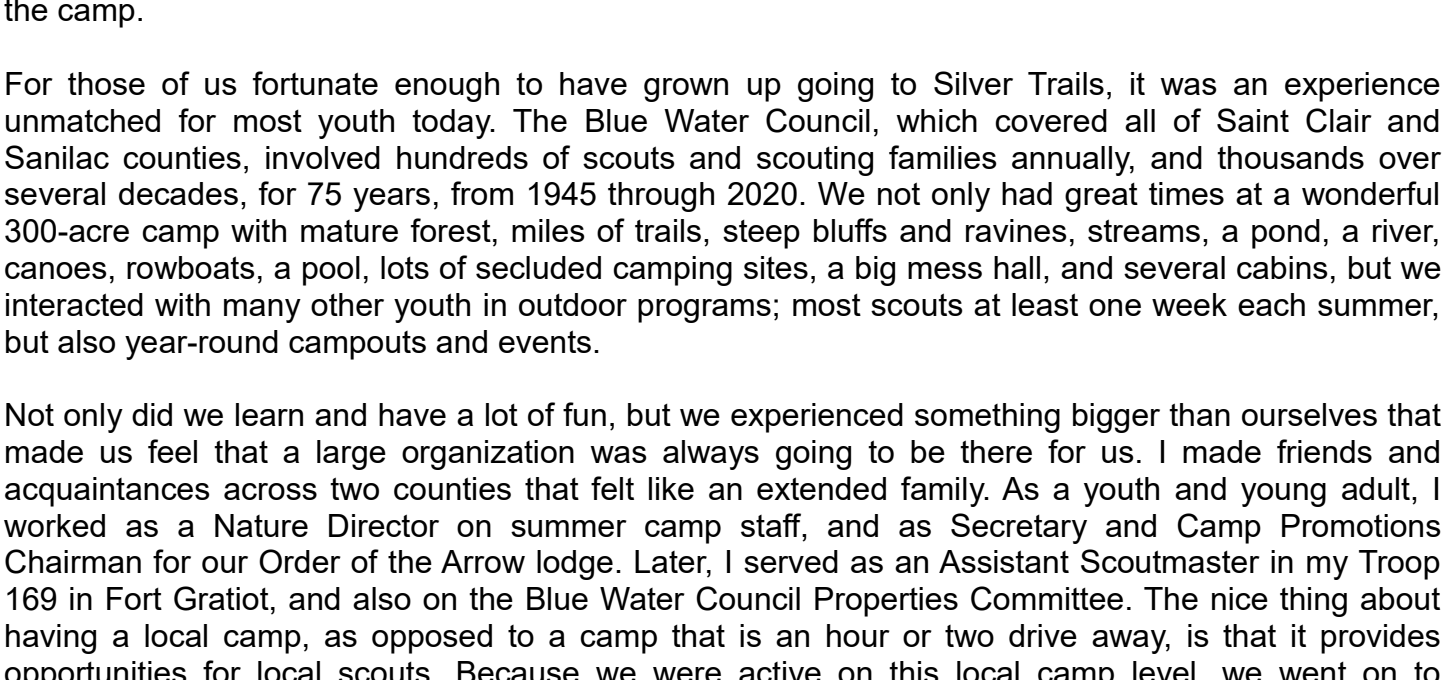 the camp.
For those of us fortunate enough to have grown up going to Silver Trails, it was an experience
unmatched for most youth today. The Blue Water Council, which covered all of Saint Clair and
Sanilac counties, involved hundreds of scouts and scouting families annually, and thousands over
several decades, for 75 years, from 1945 through 2020. We not only had great times at a wonderful
300-acre camp with mature forest, miles of trails, steep bluffs and ravines, streams, a pond, a river,
canoes, rowboats, a pool, lots of secluded camping sites, a big mess hall, and several cabins, but we
interacted with many other youth in outdoor programs; most scouts at least one week each summer,
but also year-round campouts and events.
Not only did we learn and have a lot of fun, but we experienced something bigger than ourselves that
made us feel that a large organization was always going to be there for us. I made friends and
acquaintances across two counties that felt like an extended family. As a youth and young adult, I
worked as a Nature Director on summer camp staff, and as Secretary and Camp Promotions
Chairman for our Order of the Arrow lodge. Later, I served as an Assistant Scoutmaster in my Troop
169 in Fort Gratiot, and also on the Blue Water Council Properties Committee. The nice thing about
having a local camp, as opposed to a camp that is an hour or two drive away, is that it provides
opportunities for local scouts. Because we were active on this local camp level, we went on to